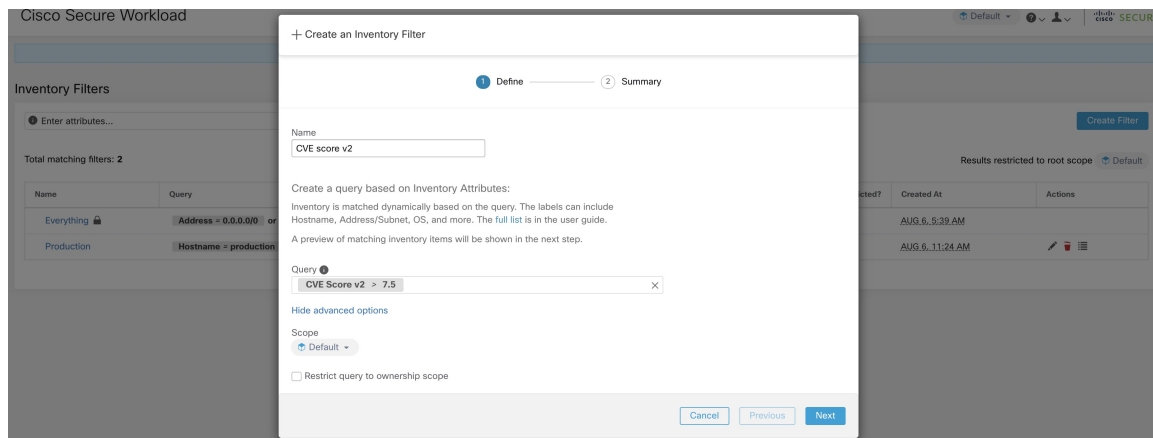 Cisco Secure Workload
Default
cisco SECUR
+ Create an Inventory Filter
1 Define
2 Summary
Inventory Filters
Enter attributes...
Create Filter
Total matching filters: 2
Results restricted to root scope Default
Name Query cted? Created At Actions
Everything Address = 0.0.0.0/0 or AUG 6, 5:39 AM
Production Hostname = production AUG 6, 11:24 AM
Name
CVE score v2
Create a query based on Inventory Attributes:
Inventory is matched dynamically based on the query. The labels can include
Hostname, Address/Subnet, OS, and more. The full list is in the user guide.
A preview of matching inventory items will be shown in the next step.
Query
CVE Score v2 > 7.5
Hide advanced options
Scope
Default
Restrict query to ownership scope
Cancel Previous Next